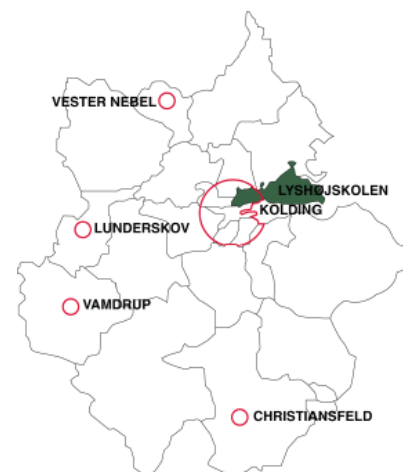 VESTER NEBEL
LYSHØJSKOLEN
KOLDING
LUNDERSKOV
VAMDRUP
CHRISTIANSFELD